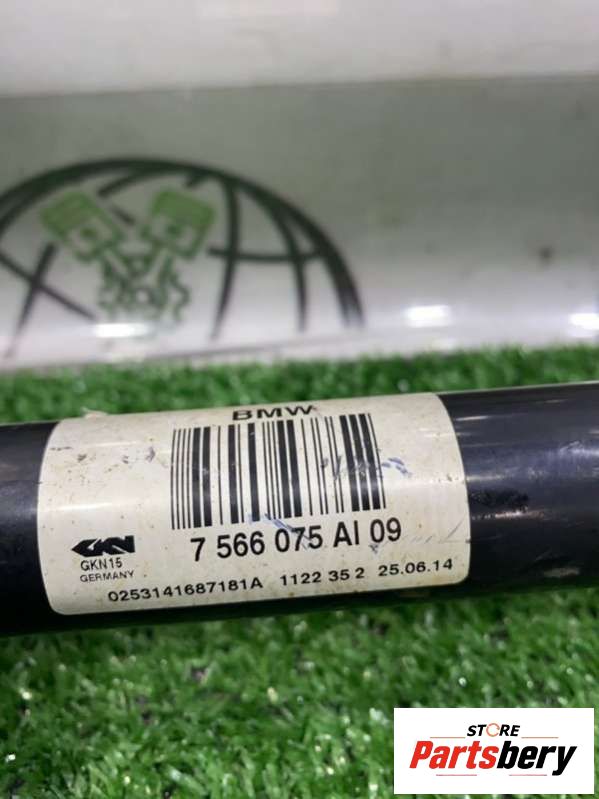 BMW
7 566 075 AI 09
GKN
GKN15
GERMANY
0253141687181A 1122 35 2 25.06.14
STORE
Partsbery